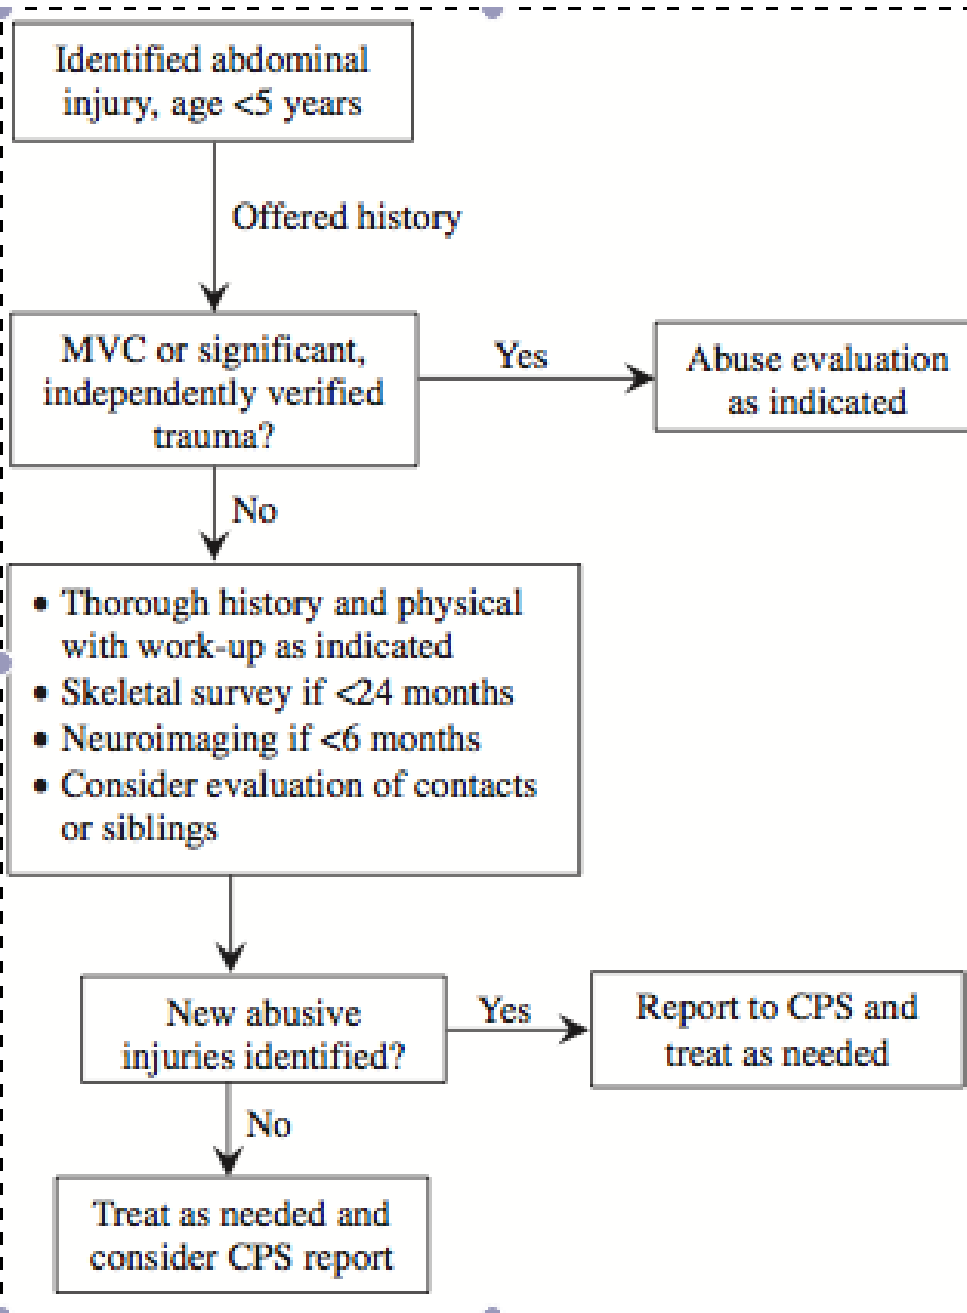 Identified abdominal
injury, age <5 years
Offered history
MVC or significant,
independently verified
trauma?
Yes
Abuse evaluation
as indicated
No
• Thorough history and physical
with work-up as indicated
• Skeletal survey if <24 months
• Neuroimaging if <6 months
• Consider evaluation of contacts
or siblings
New abusive
injuries identified?
Yes
Report to CPS and
treat as needed
No
Treat as needed and
consider CPS report